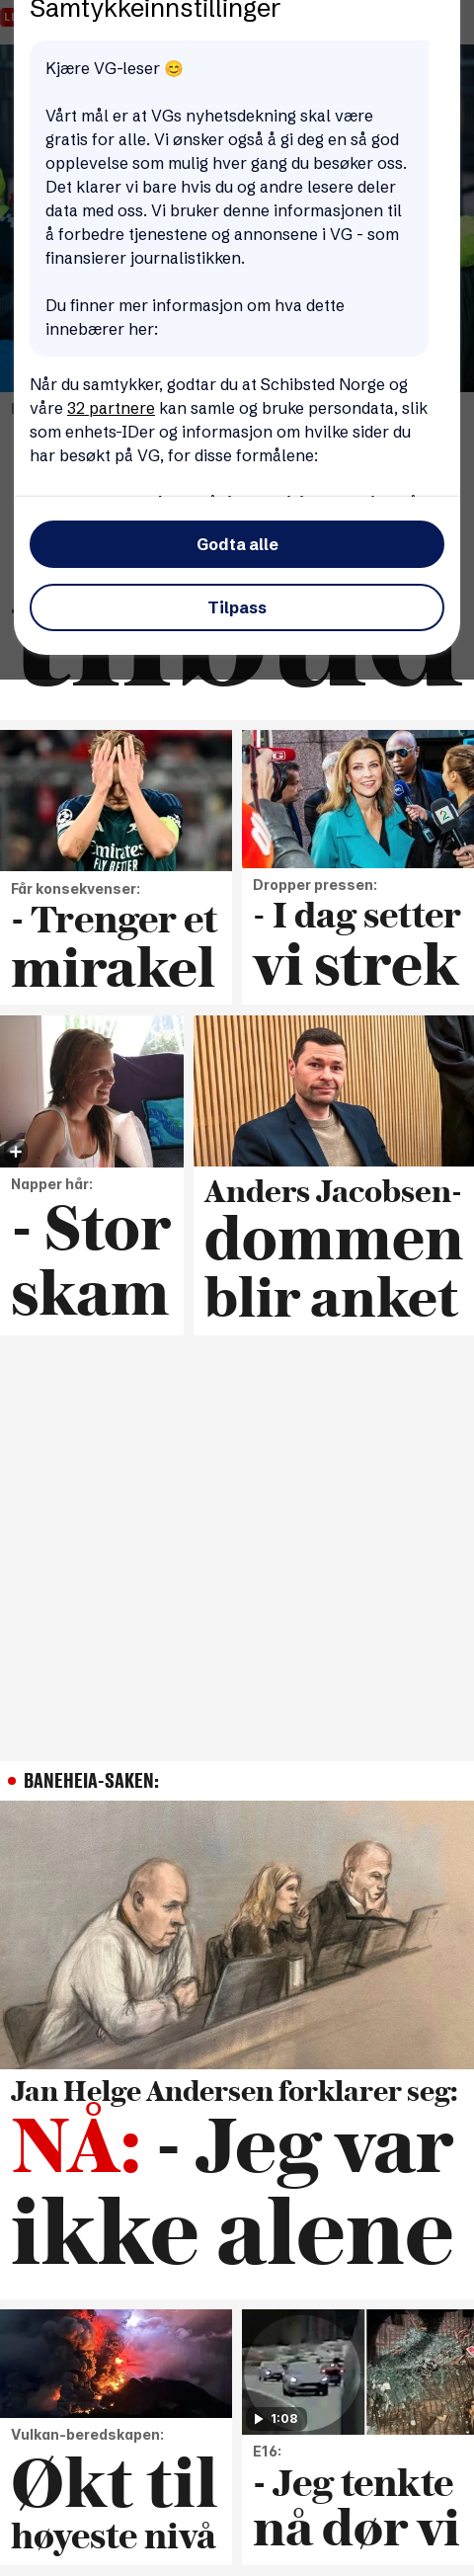 Samtykkeinnstillinger
Kjære VG-leser 😊
Vårt mål er at VGs nyhetsdekning skal være
gratis for alle. Vi ønsker også å gi deg en så god
opplevelse som mulig hver gang du besøker oss.
Det klarer vi bare hvis du og andre lesere deler
data med oss. Vi bruker denne informasjonen til
å forbedre tjenestene og annonsene i VG - som
finansierer journalistikken.
Du finner mer informasjon om hva dette
innebærer her:
Når du samtykker, godtar du at Schibsted Norge og
våre 32 partnere kan samle og bruke persondata, slik
som enhets-IDer og informasjon om hvilke sider du
har besøkt på VG, for disse formålene:
Godta alle
Tilpass
Emirates
FLY BETTER
Får konsekvenser:
- Trenger et
mirakel
2
Dropper pressen:
- I dag setter
vi strek
Napper hår:
- Stor
skam
Anders Jacobsen-
dommen
blir anket
BANEHEIA-SAKEN:
Jan Helge Andersen forklarer seg:
NÅ: - Jeg var
ikke alene
Vulkan-beredskapen:
Økt til
høyeste nivå
1:08
E16:
- Jeg tenkte
nå dør vi